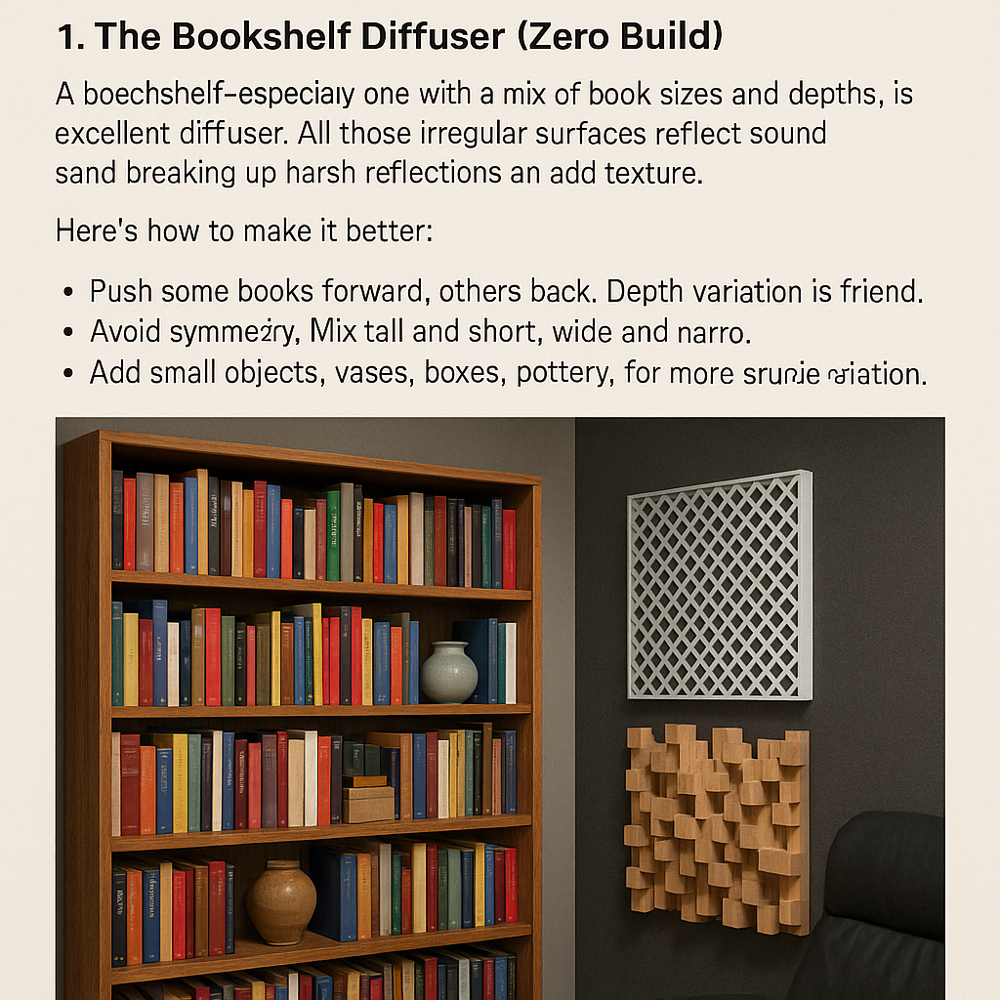 1. The Bookshelf Diffuser (Zero Build)
A boechshelf–especiaıy one with a mix of book sizes and depths, is
excellent diffuser. All those irregular surfaces reflect sound
sand breaking up harsh reflections an add texture.
Here's how to make it better:
• Push some books forward, others back. Depth variation is friend.
• Avoid symmetry, Mix tall and short, wide and narro.
• Add small objects, vases, boxes, pottery, for more